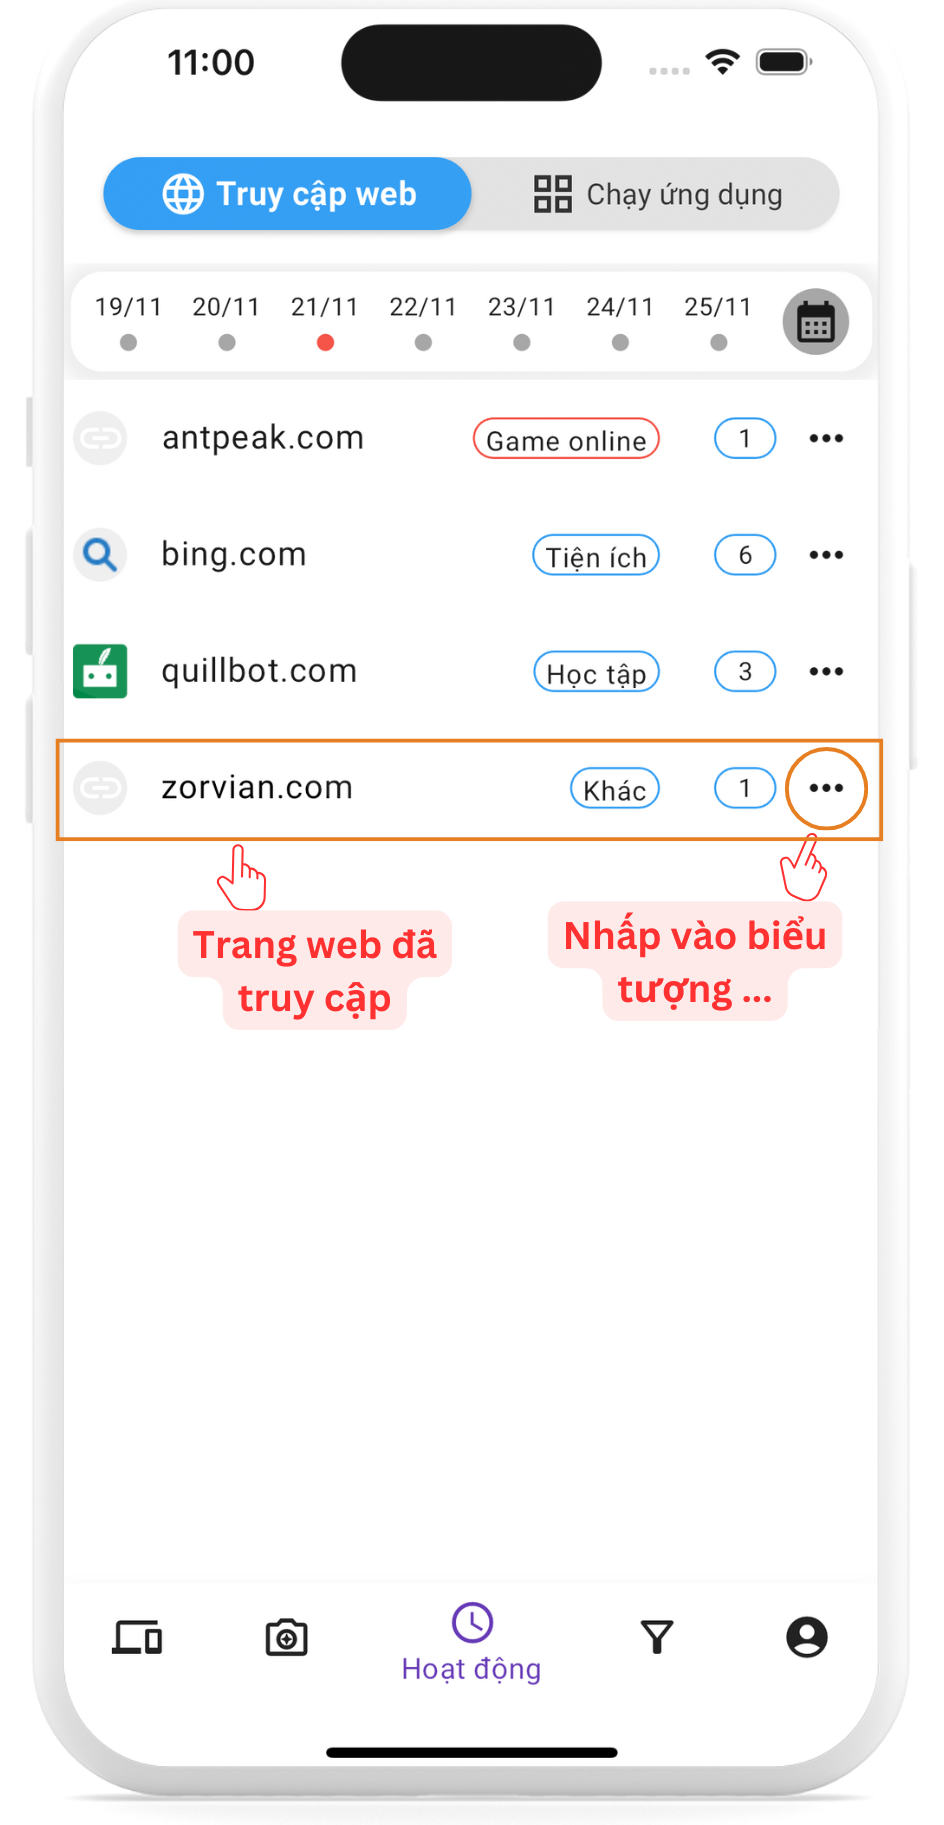 11:00
Truy cập web
Chạy ứng dụng
19/11 20/11 21/11 22/11 23/11 24/11 25/11
antpeak.com Game online 1 •••
bing.com Tiện ích 6 •••
quillbot.com Học tập 3 •••
zorvian.com Khác 1 •••
Trang web đã
truy cập
Nhấp vào biểu
tượng ...
Hoạt động